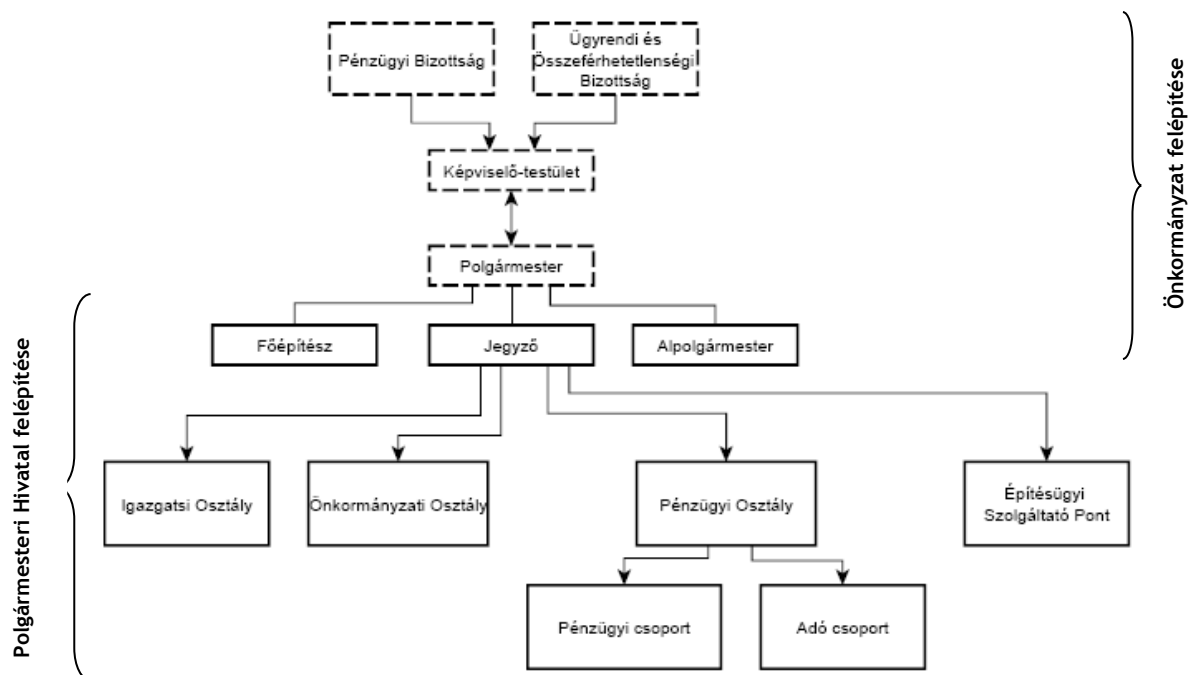 Pénzügyi Bizottság
Ügyrendi és
Összeférhetetlenségi
Bizottság
Képviselő-testület
Polgármester
Főépítész
Jegyző
Alpolgármester
Igazgatsi Osztály
Önkormányzati Osztály
Pénzügyi Osztály
Építésügyi
Szolgáltató Pont
Pénzügyi csoport
Adó csoport
Önkormányzat felépítése
Polgármesteri Hivatal felépítése